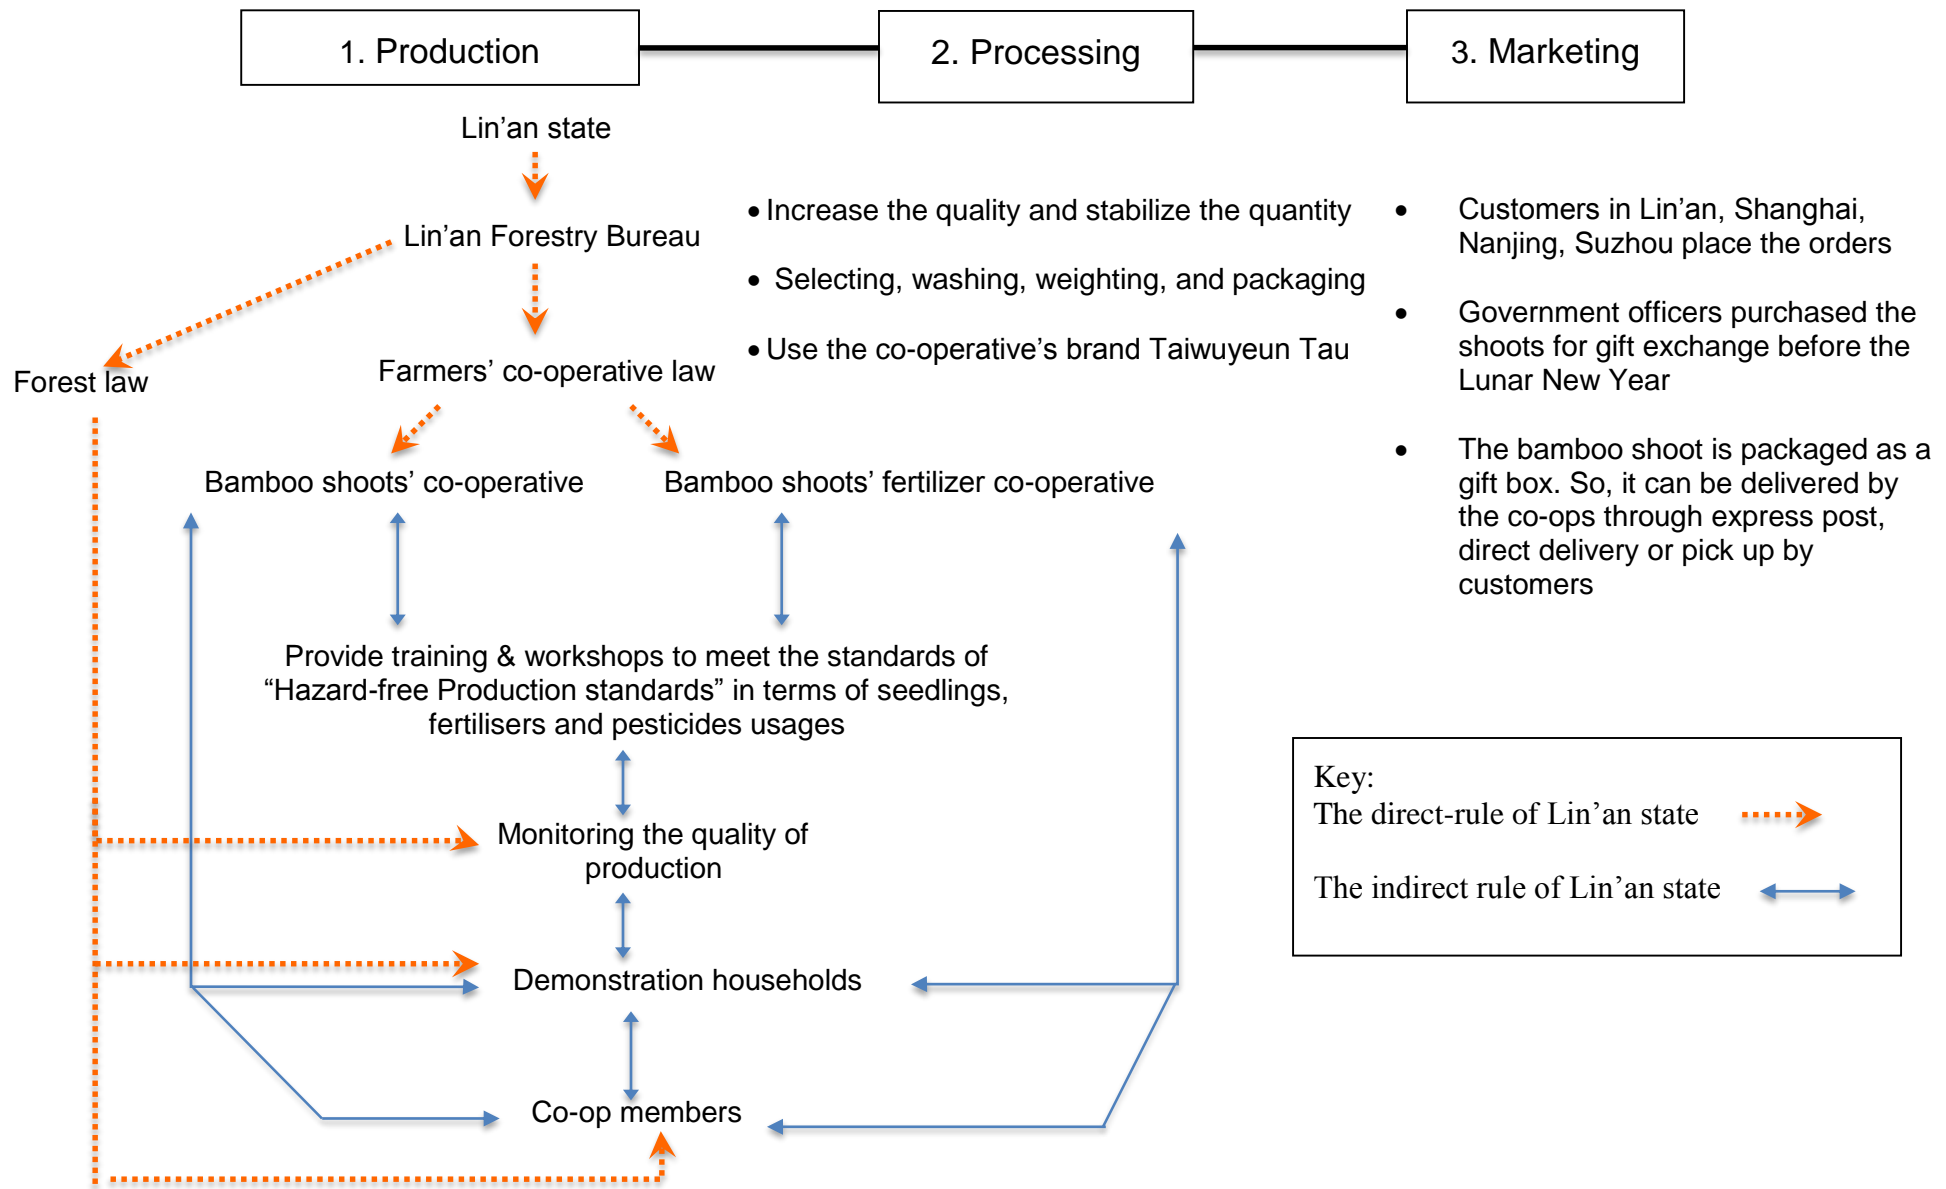 1. Production
2. Processing
3. Marketing
Lin’an state
Lin’an Forestry Bureau
Forest law
Farmers’ co-operative law
Bamboo shoots’ co-operative
Bamboo shoots’ fertilizer co-operative
Provide training & workshops to meet the standards of
“Hazard-free Production standards” in terms of seedlings,
fertilisers and pesticides usages
Monitoring the quality of
production
Demonstration households
Co-op members
• Increase the quality and stabilize the quantity
• Selecting, washing, weighting, and packaging
• Use the co-operative’s brand Taiwuyeun Tau
• Customers in Lin’an, Shanghai,
Nanjing, Suzhou place the orders
• Government officers purchased the
shoots for gift exchange before the
Lunar New Year
• The bamboo shoot is packaged as a
gift box. So, it can be delivered by
the co-ops through express post,
direct delivery or pick up by
customers
Key:
The direct-rule of Lin’an state
The indirect rule of Lin’an state